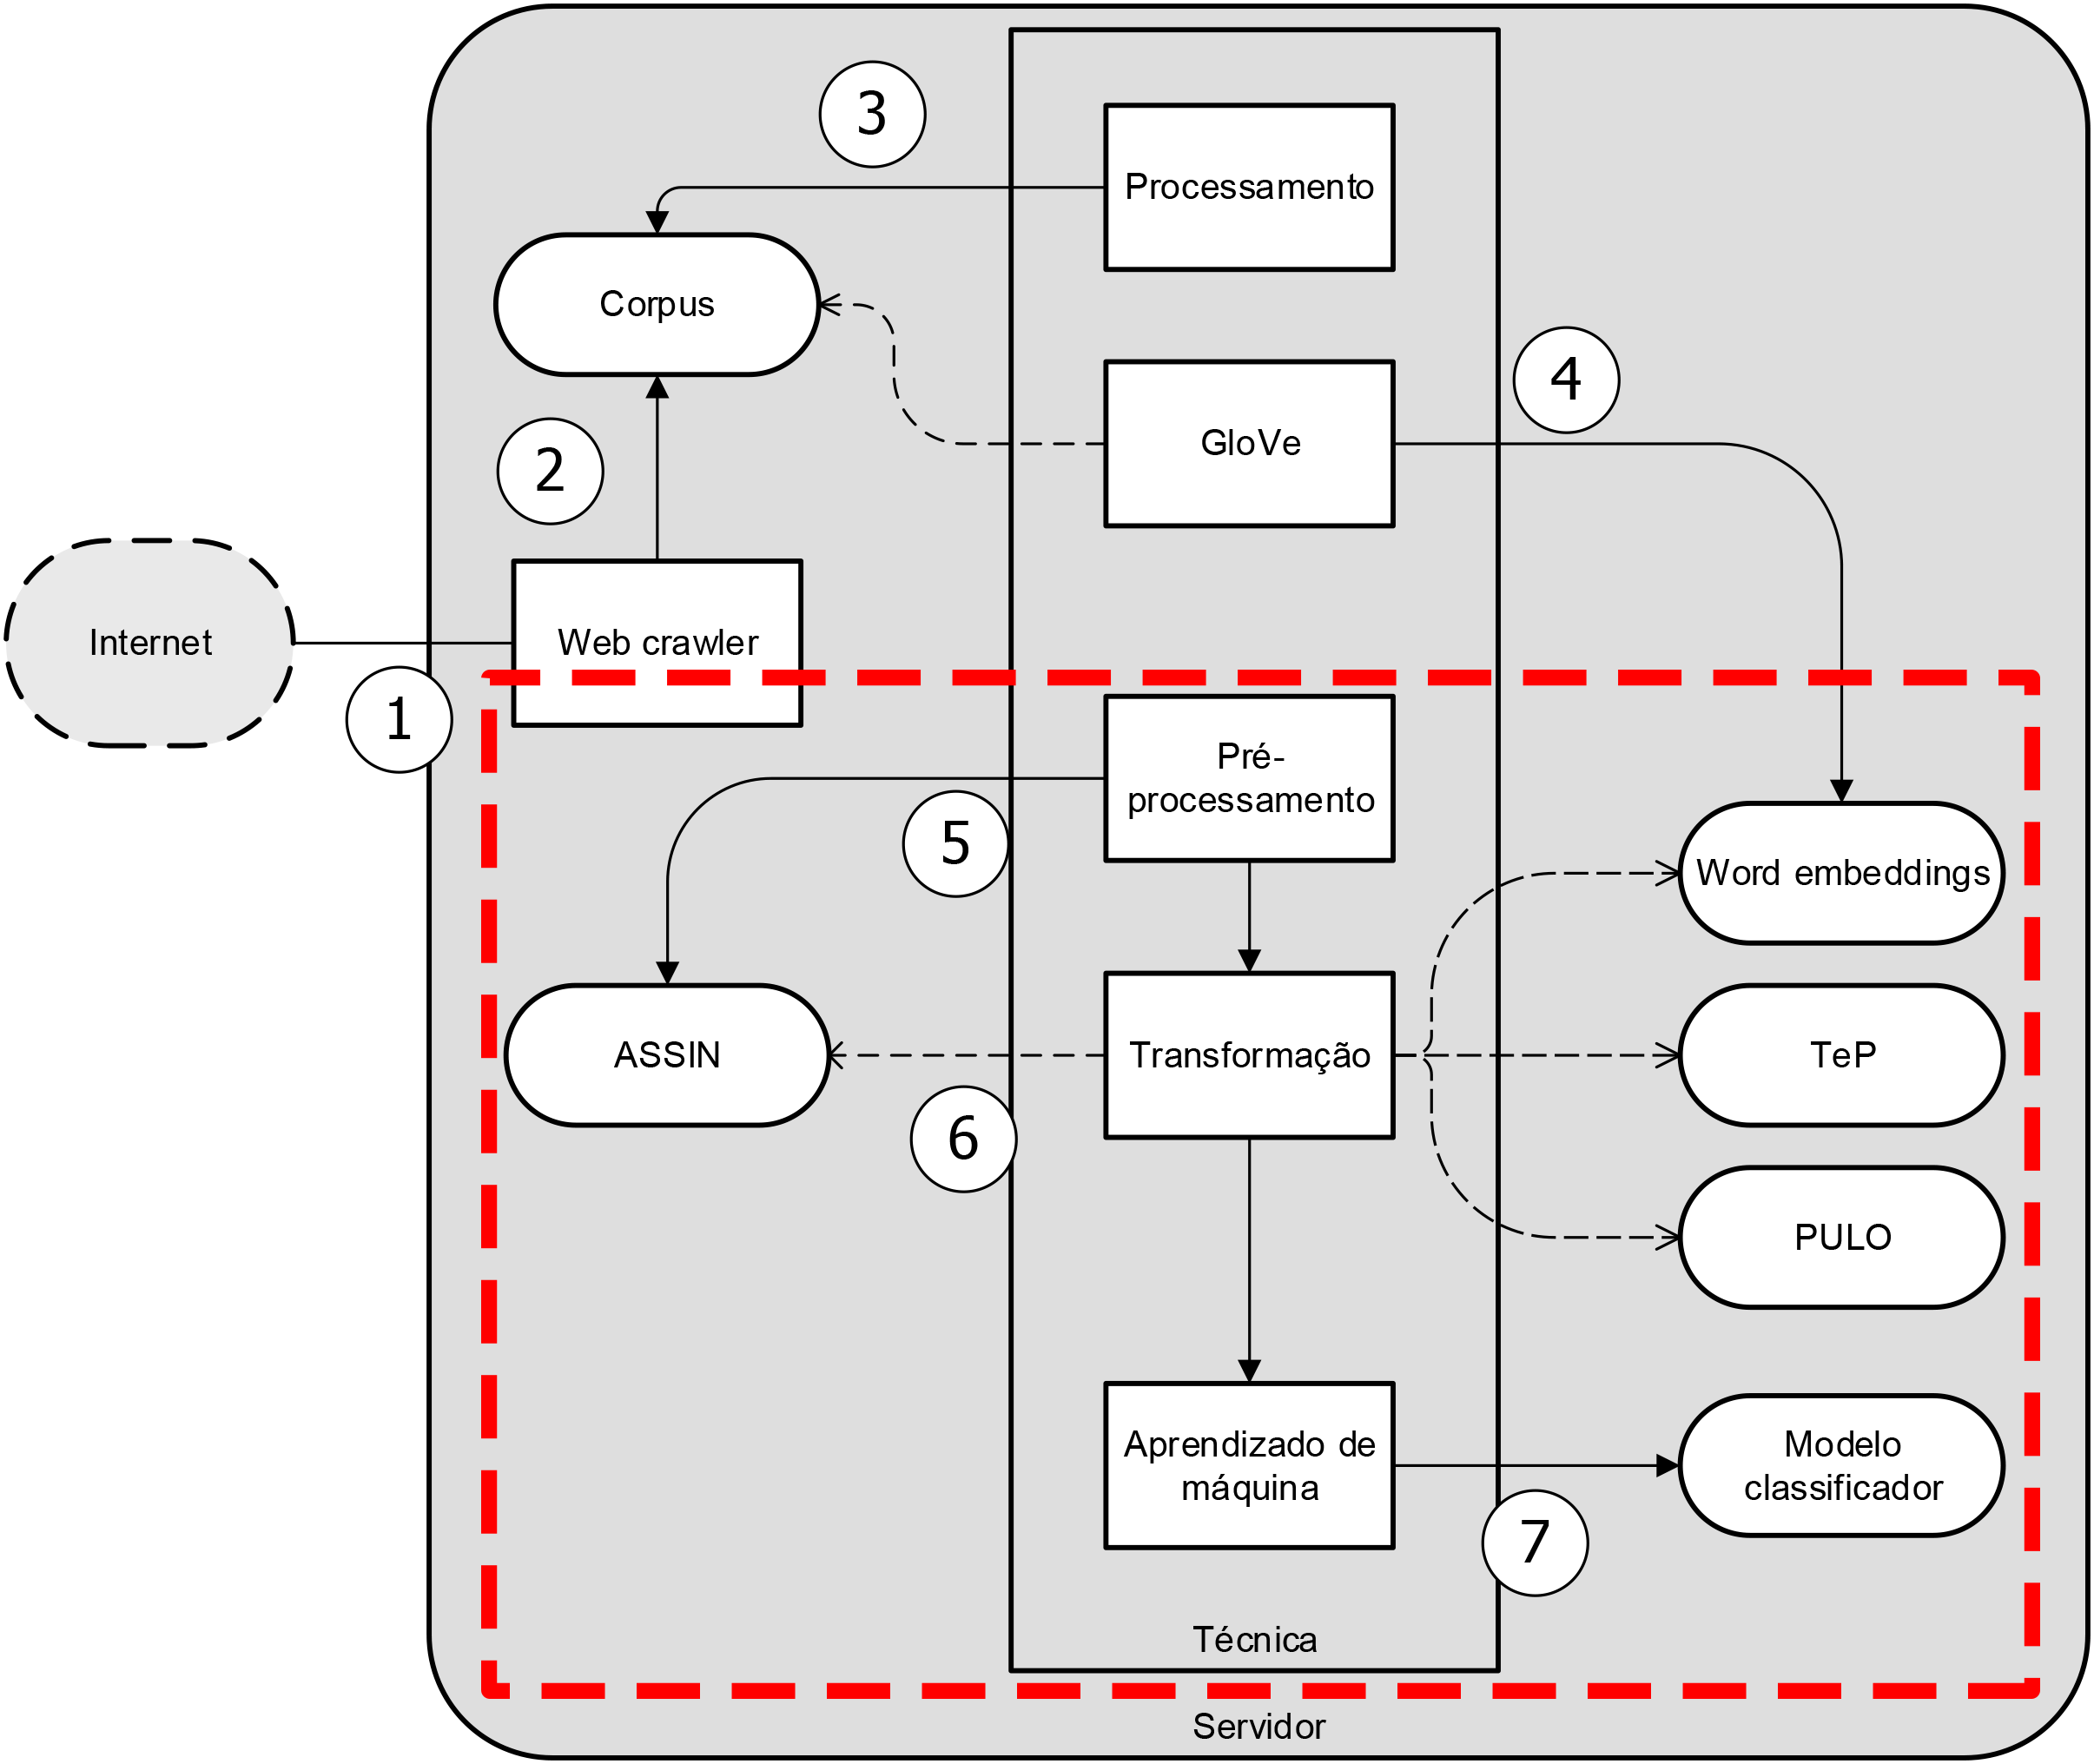 3
Processamento
Corpus
4
GloVe
2
Internet
Web crawler
1
Pré-
processamento
5
Word embeddings
ASSIN
Transformação
TeP
6
PULO
Aprendizado de
máquina
Modelo
classificador
7
Técnica
Servidor